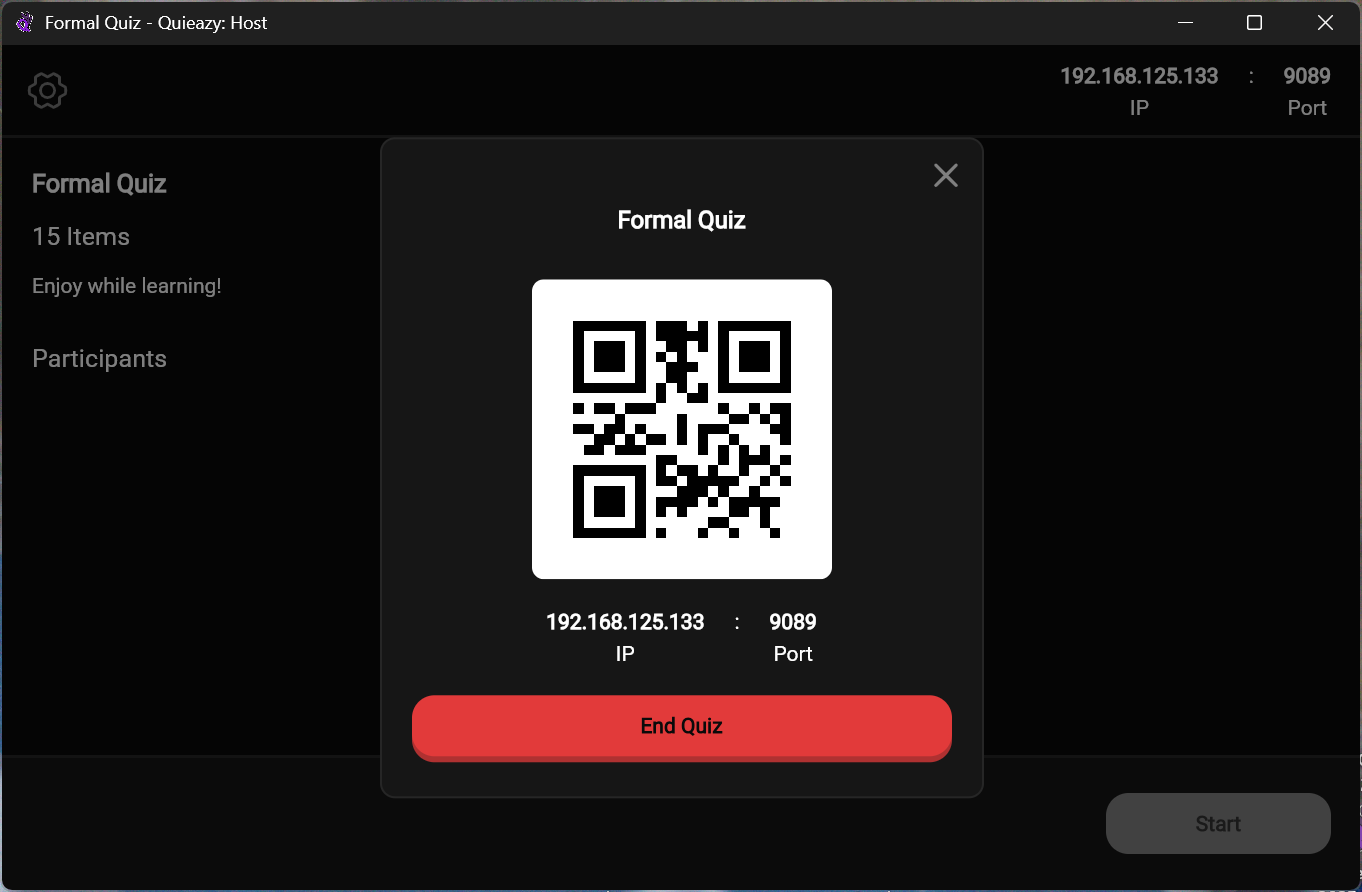 Formal Quiz - Quieazy: Host
192.168.125.133 : 9089
IP Port
Formal Quiz
15 Items
Enjoy while learning!
Participants
Formal Quiz
192.168.125.133 : 9089
IP Port
End Quiz
Start